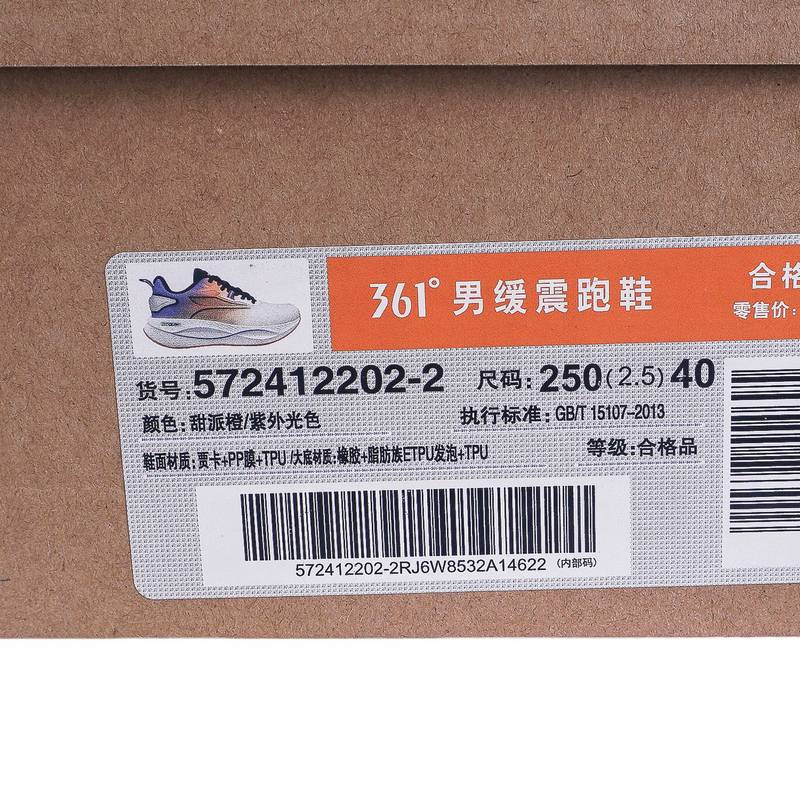 361° 男缓震跑鞋
合格
零售价:
货号:572412202-2 尺码:250(2.5)40
颜色:甜派橙/紫外光色 执行标准:GB/T 15107-2013
鞋面材质:贾卡+PP膜+TPU /大底材质:橡胶+脂肪族ETPU发泡+TPU 等级:合格品
572412202-2RJ6W8532A14622 (内部码)